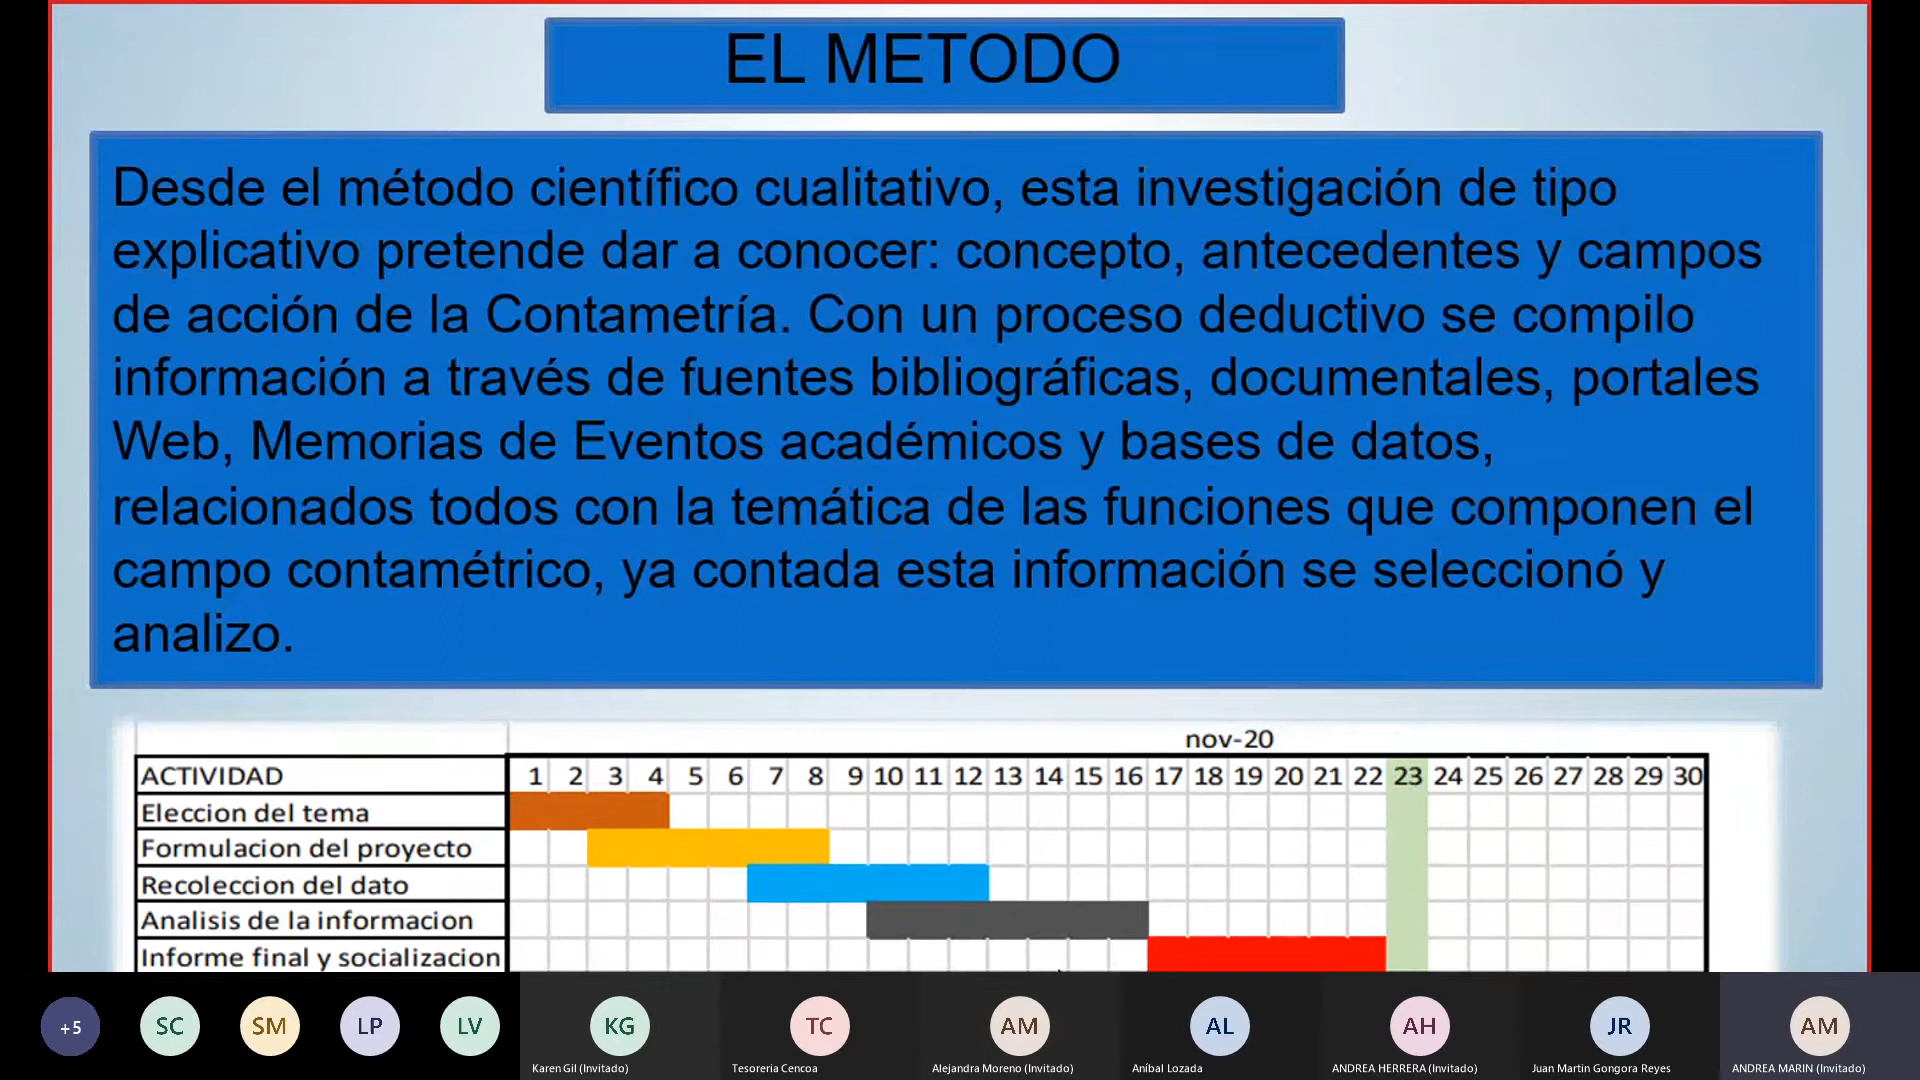 EL METODO
Desde el método científico cualitativo, esta investigación de tipo
explicativo pretende dar a conocer: concepto, antecedentes y campos
de acción de la Contametría. Con un proceso deductivo se compilo
información a través de fuentes bibliográficas, documentales, portales
Web, Memorias de Eventos académicos y bases de datos,
relacionados todos con la temática de las funciones que componen el
campo contamétrico, ya contada esta información se seleccionó y
analizo.
nov-20
ACTIVIDAD 1 2 3 4 5 6 7 8 9 10 11 12 13 14 15 16 17 18 19 20 21 22 23 24 25 26 27 28 29 30
Eleccion del tema
Formulacion del proyecto
Recoleccion del dato
Analisis de la informacion
Informe final y socializacion
+5 SC SM LP LV KG TC AM AL AH JR AM
Karen Gil (Invitado) Tesoreria Cencoa Alejandra Moreno (Invitado) Aníbal Lozada ANDREA HERRERA (Invitado) Juan Martin Gongora Reyes ANDREA MARIN (Invitado)